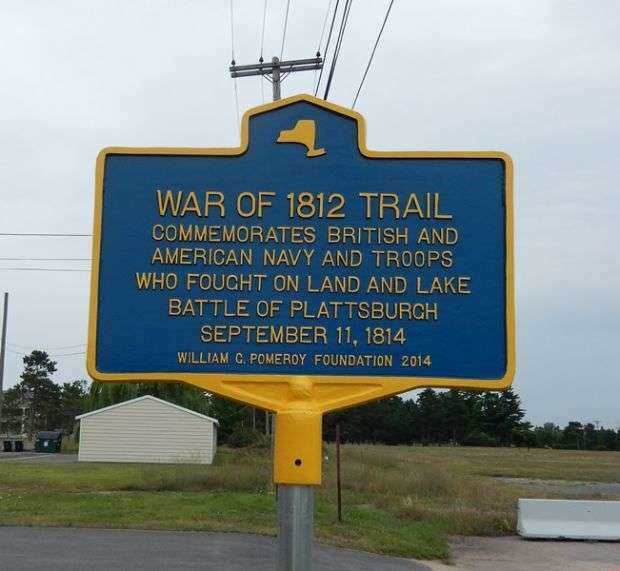 WAR OF 1812 TRAIL
COMMEMORATES BRITISH AND
AMERICAN NAVY AND TROOPS
WHO FOUGHT ON LAND AND LAKE
BATTLE OF PLATTSBURGH
SEPTEMBER 11, 1814
WILLIAM G. POMEROY FOUNDATION 2014